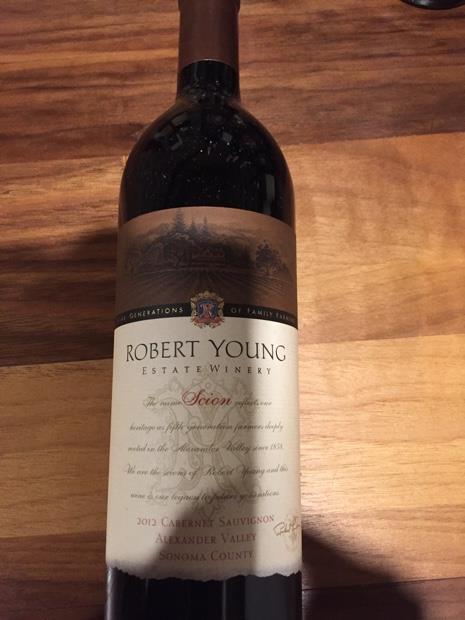 GENERATIONS OF FAMILY FARMING
R
ROBERT YOUNG
ESTATE WINERY
The name Scion reflects our
heritage as fifth generation farmers deeply
rooted in the Alexander Valley since 1858.
We are the scions of Robert Young and this
wine is our legacy to future generations.
2012 CABERNET SAUVIGNON
ALEXANDER VALLEY
SONOMA COUNTY